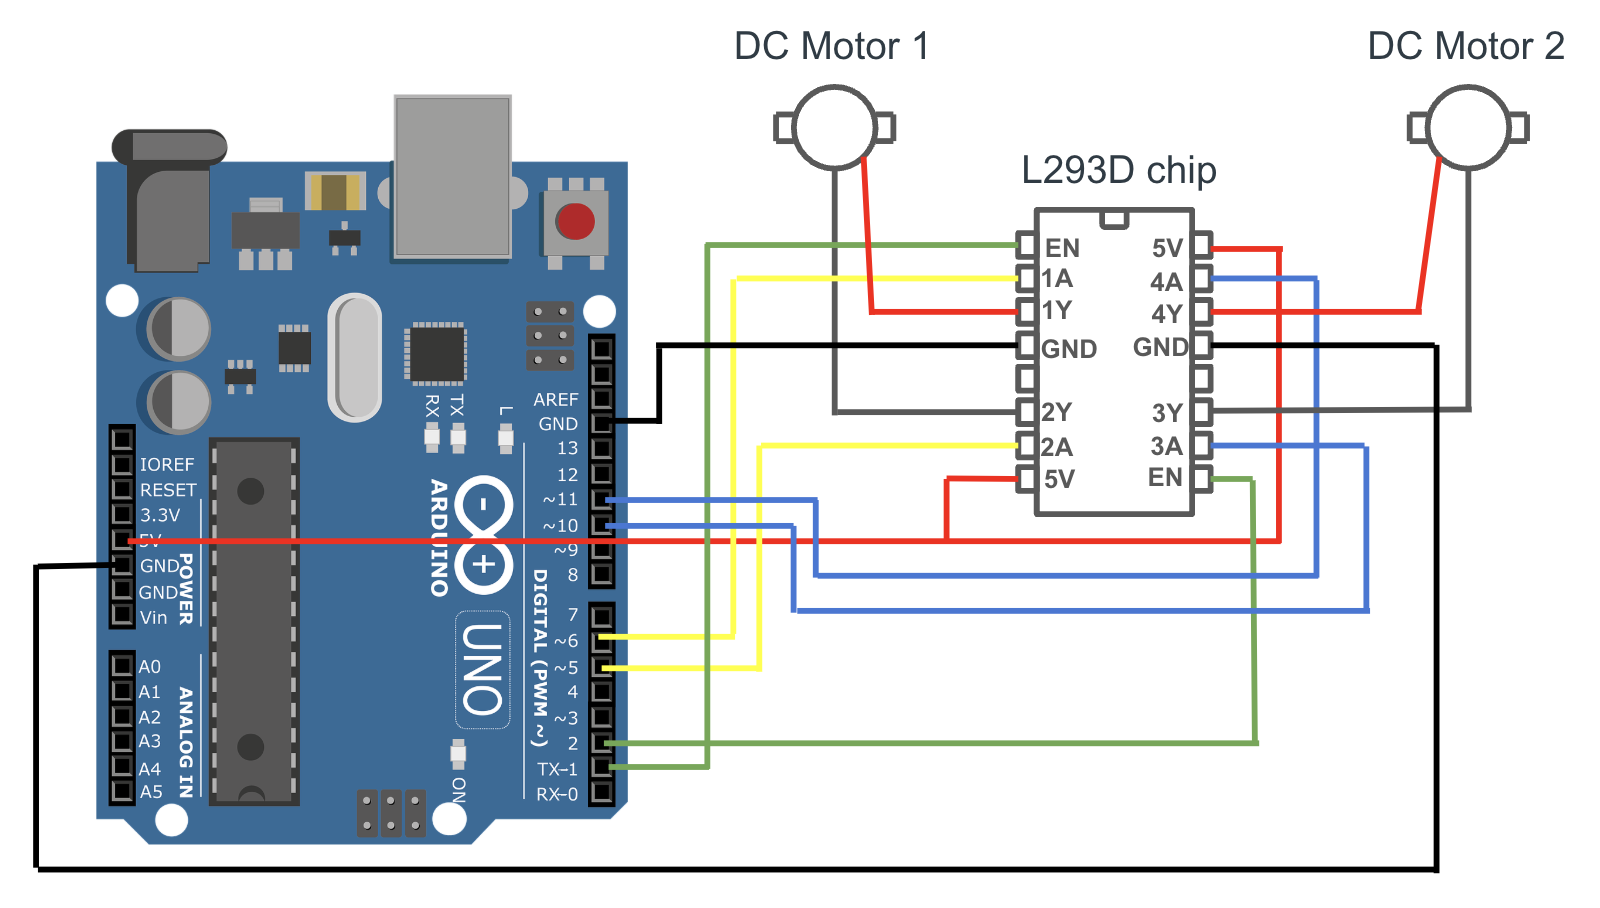 DC Motor 1
DC Motor 2
L293D chip
EN
1A
1Y
GND
2Y
2A
5V
5V
4A
4Y
GND
3Y
3A
EN
RX
TX
L
AREF
GND
13
12
~11
~10
~9
8
7
~6
~5
4
~3
2
TX-1
RX-0
DIGITAL (PWM ~)
IOREF
RESET
3.3V
5V
GND
GND
Vin
POWER
A0
A1
A2
A3
A4
A5
ANALOG IN
ARDUINO
- +
UNO
ON